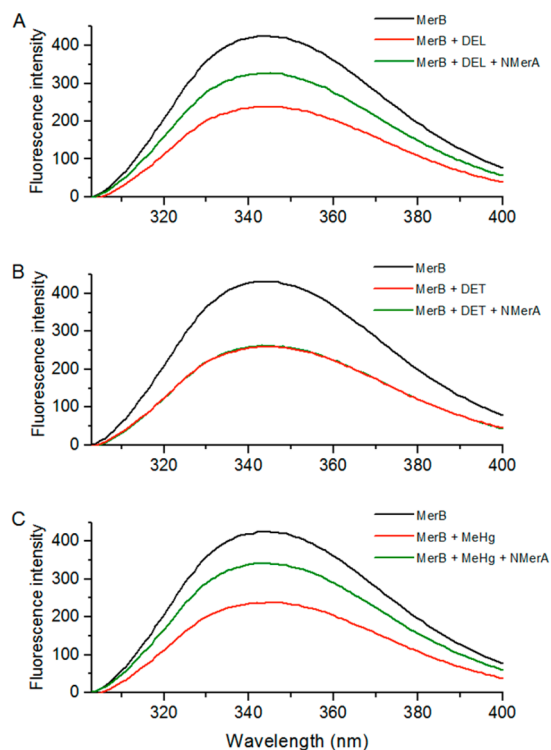 A
Fluorescence intensity
400
300
200
100
0
MerB
MerB + DEL
MerB + DEL + NMerA
320 340 360 380 400
B
Fluorescence intensity
400
300
200
100
0
MerB
MerB + DET
MerB + DET + NMerA
320 340 360 380 400
C
Fluorescence intensity
400
300
200
100
0
MerB
MerB + MeHg
MerB + MeHg + NMerA
320 340 360 380 400
Wavelength (nm)